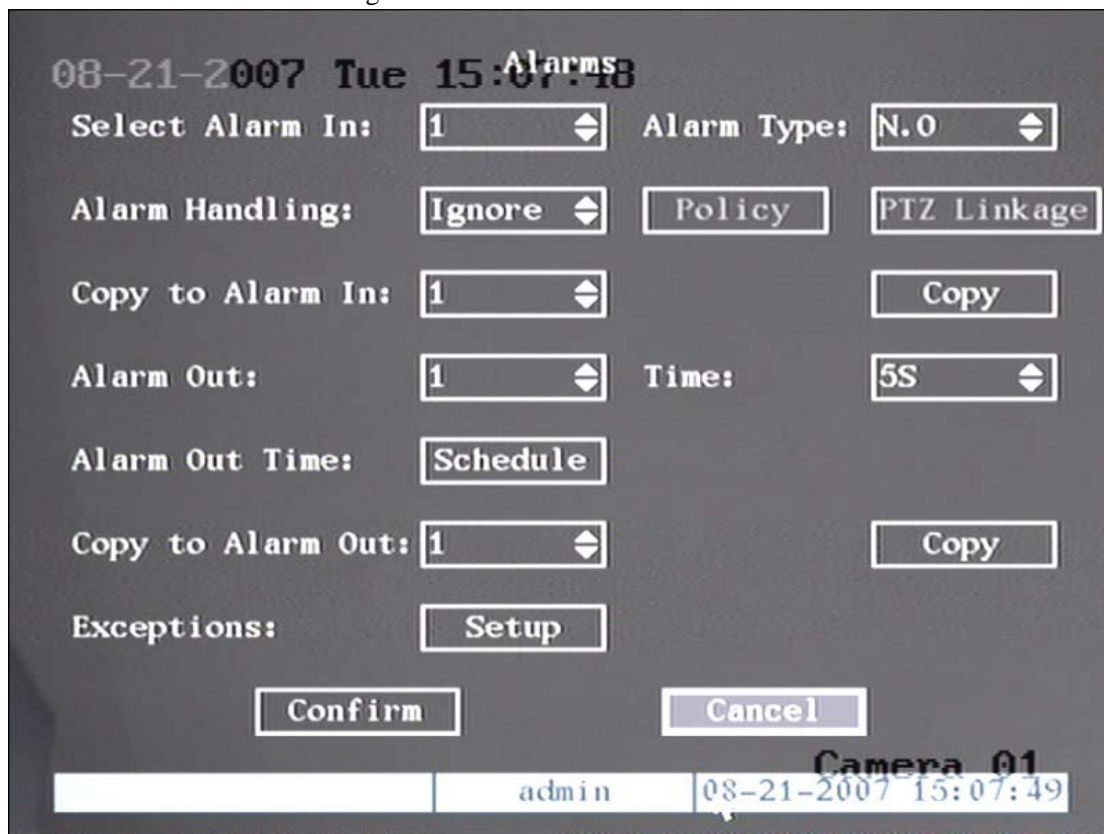 Alarms
08-21-2007 Tue 15:07:48
Select Alarm In: 1 Alarm Type: N.O
Alarm Handling: Ignore Policy PTZ Linkage
Copy to Alarm In: 1 Copy
Alarm Out: 1 Time: 5S
Alarm Out Time: Schedule
Copy to Alarm Out: 1 Copy
Exceptions: Setup
Confirm Cancel
Camera 01
admin 08-21-2007 15:07:49